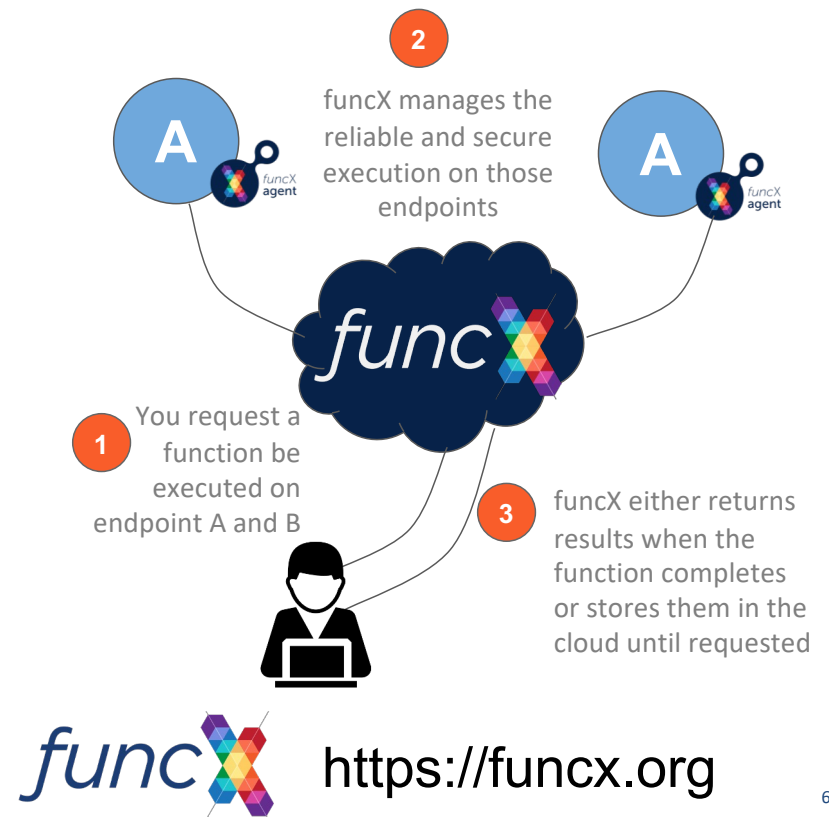 2
funcX manages the
reliable and secure
execution on those
endpoints
A
funcX
agent
A
funcX
agent
funcX
1
You request a
function be
executed on
endpoint A and B
3
funcX either returns
results when the
function completes
or stores them in the
cloud until requested
funcX
https://funcx.org
6